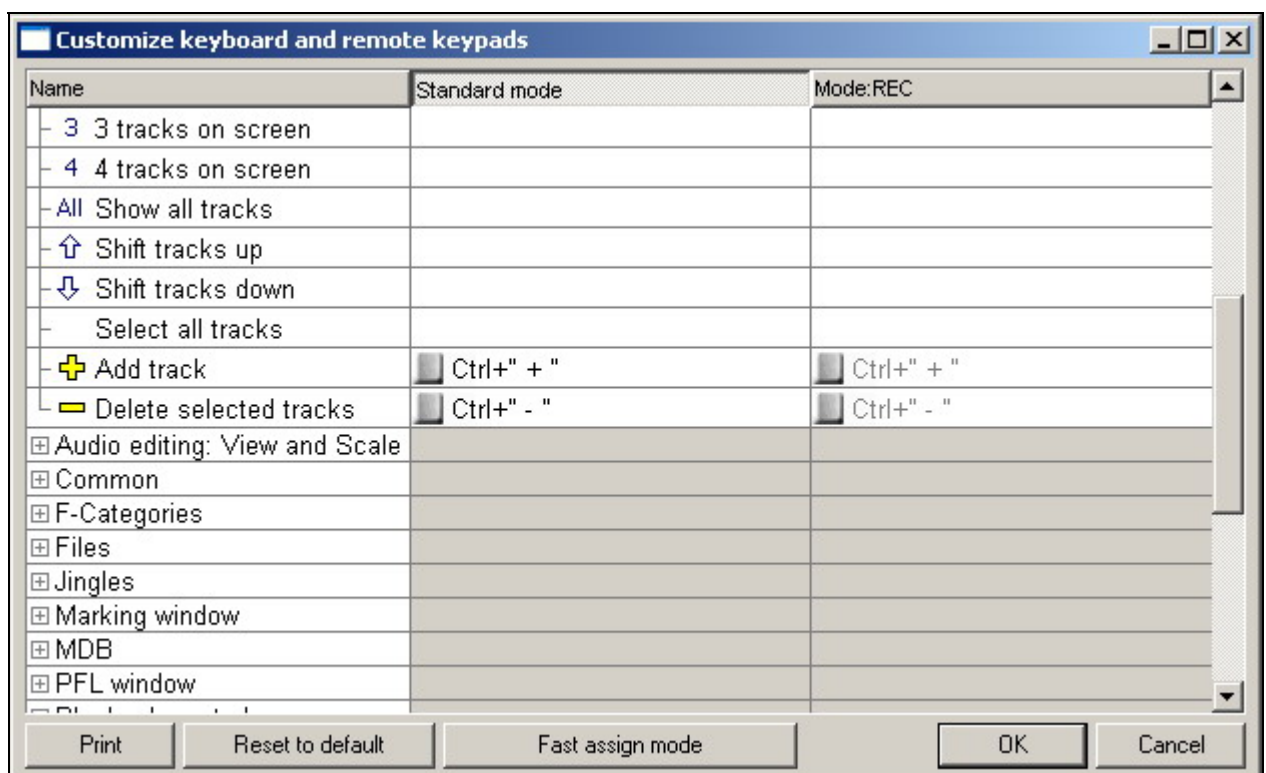 Customize keyboard and remote keypads
Name Standard mode Mode:REC
3 3 tracks on screen
4 4 tracks on screen
All Show all tracks
Shift tracks up
Shift tracks down
Select all tracks
Add track Ctrl+" + " Ctrl+" + "
Delete selected tracks Ctrl+" - " Ctrl+" - "
Audio editing: View and Scale
Common
F-Categories
Files
Jingles
Marking window
MDB
PFL window
Print Reset to default Fast assign mode OK Cancel